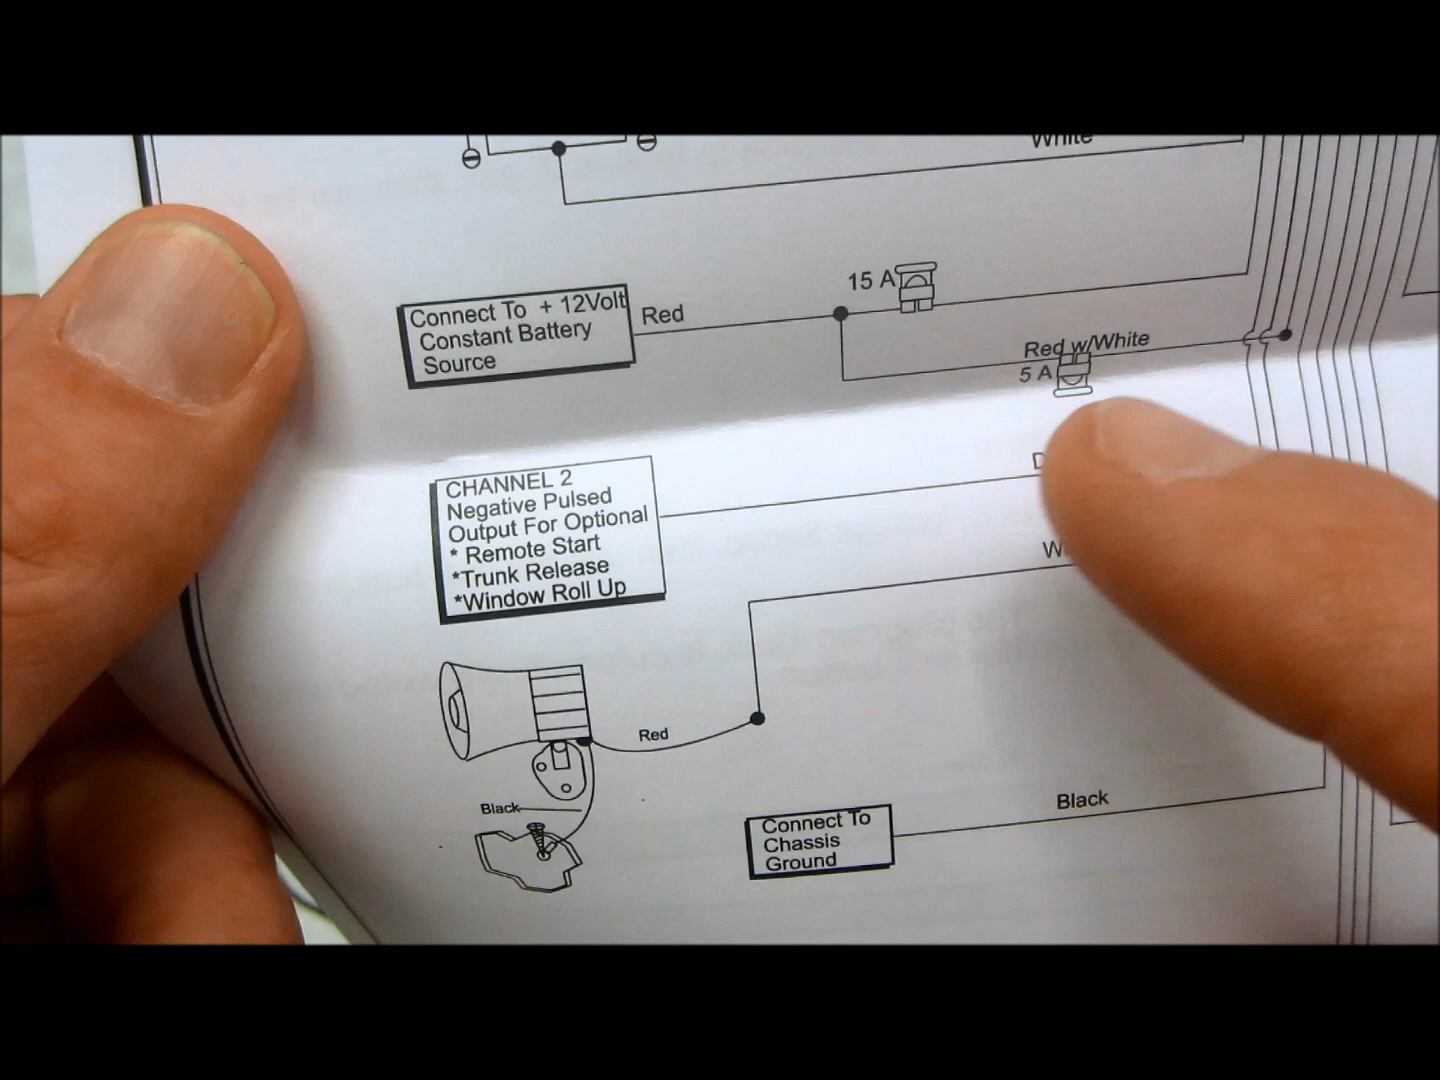 White
Connect To + 12Volt
Constant Battery
Source
Red
15 A
Red w/White
5 A
CHANNEL 2
Negative Pulsed
Output For Optional
* Remote Start
*Trunk Release
*Window Roll Up
Red
Black
Connect To
Chassis
Ground
Black